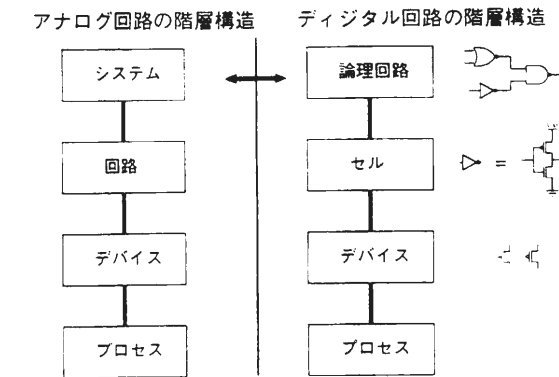 アナログ回路の階層構造
システム
回路
デバイス
プロセス
ディジタル回路の階層構造
論理回路
セル
=
デバイス
プロセス